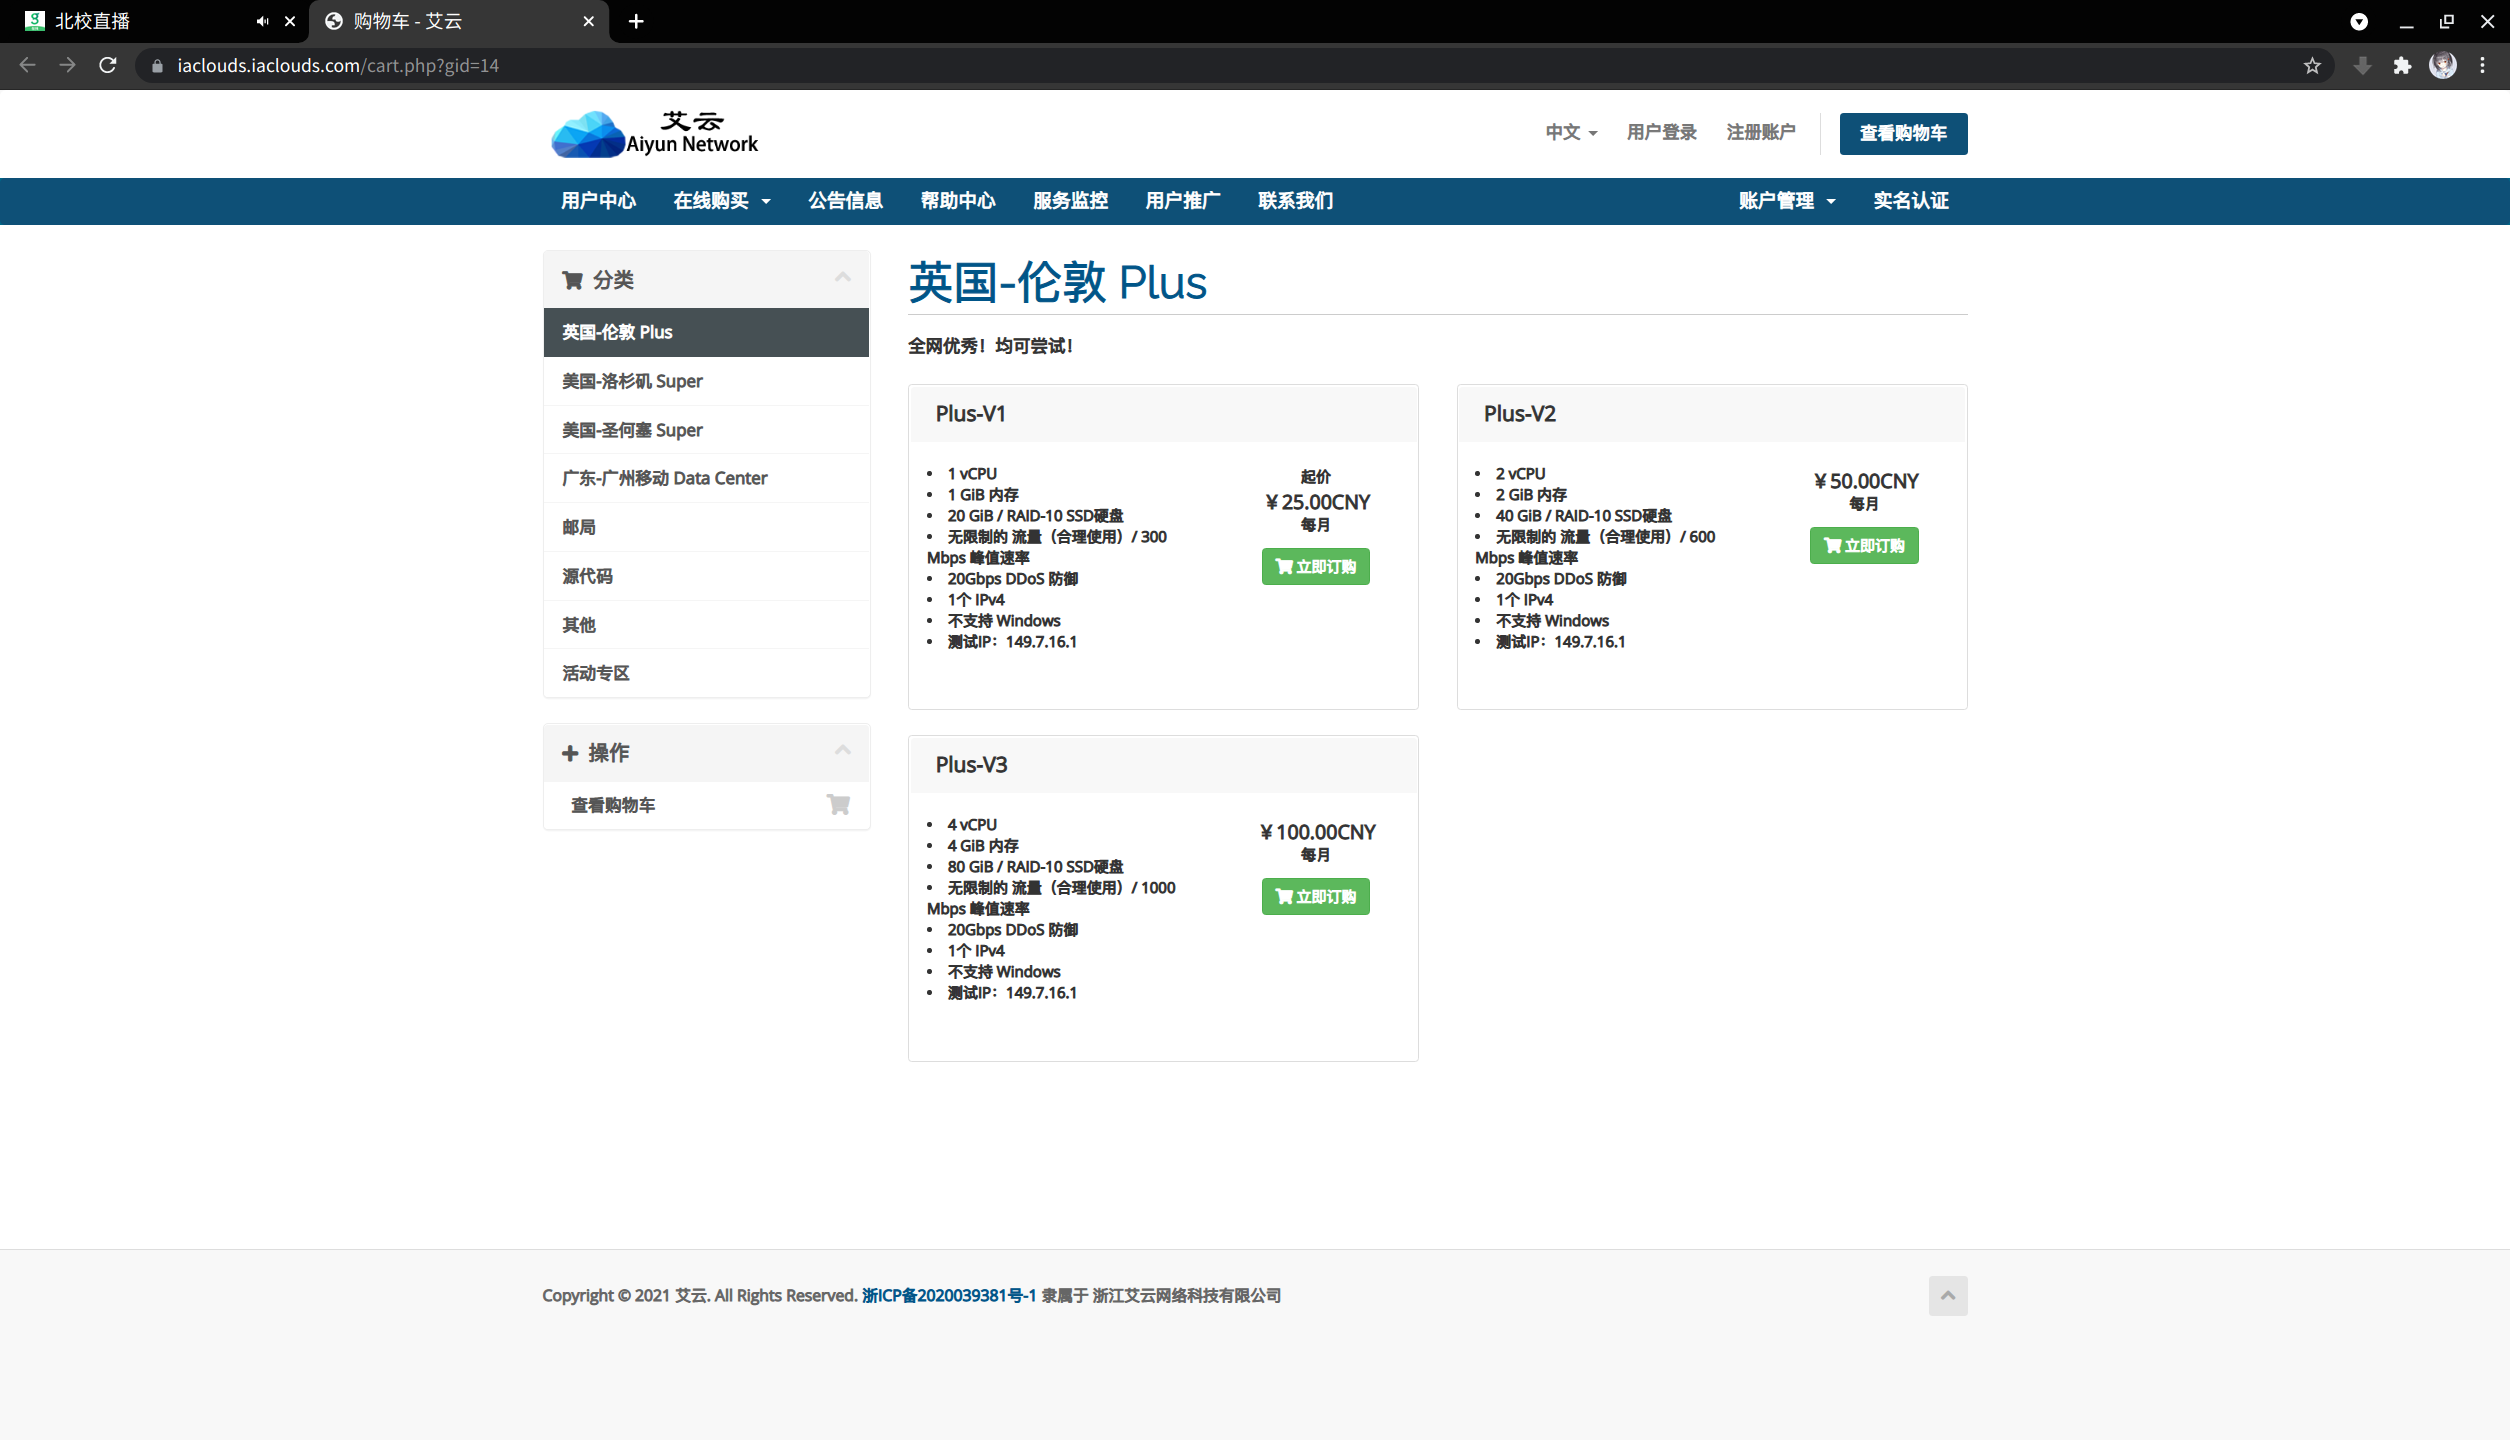 北校直播
购物车 - 艾云
iaclouds.iaclouds.com/cart.php?gid=14
艾云
Aiyun Network
中文
用户登录
注册账户
查看购物车
用户中心
在线购买
公告信息
帮助中心
服务监控
用户推广
联系我们
账户管理
实名认证
分类
英国-伦敦 Plus
美国-洛杉矶 Super
美国-圣何塞 Super
广东-广州移动 Data Center
邮局
源代码
其他
活动专区
操作
查看购物车
英国-伦敦 Plus
全网优秀！均可尝试！
Plus-V1
• 1 vCPU
• 1 GiB 内存
• 20 GiB / RAID-10 SSD硬盘
• 无限制的 流量（合理使用）/ 300
Mbps 峰值速率
• 20Gbps DDoS 防御
• 1个 IPv4
• 不支持 Windows
• 测试IP：149.7.16.1
起价
￥25.00CNY
每月
立即订购
Plus-V2
• 2 vCPU
• 2 GiB 内存
• 40 GiB / RAID-10 SSD硬盘
• 无限制的 流量（合理使用）/ 600
Mbps 峰值速率
• 20Gbps DDoS 防御
• 1个 IPv4
• 不支持 Windows
• 测试IP：149.7.16.1
￥50.00CNY
每月
立即订购
Plus-V3
• 4 vCPU
• 4 GiB 内存
• 80 GiB / RAID-10 SSD硬盘
• 无限制的 流量（合理使用）/ 1000
Mbps 峰值速率
• 20Gbps DDoS 防御
• 1个 IPv4
• 不支持 Windows
• 测试IP：149.7.16.1
￥100.00CNY
每月
立即订购
Copyright © 2021 艾云. All Rights Reserved. 浙ICP备2020039381号-1 隶属于 浙江艾云网络科技有限公司